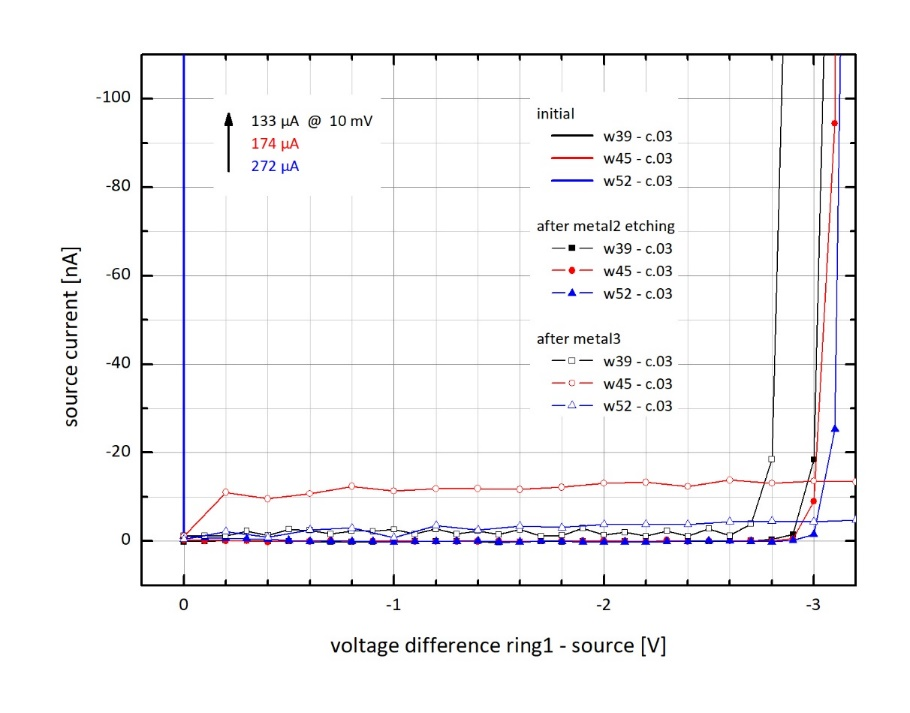 -100
-80
-60
-40
-20
0
source current [nA]
133 µA @ 10 mV
174 µA
272 µA
initial
w39 - c.03
w45 - c.03
w52 - c.03
after metal2 etching
w39 - c.03
w45 - c.03
w52 - c.03
after metal3
w39 - c.03
w45 - c.03
w52 - c.03
0 -1 -2 -3
voltage difference ring1 - source [V]